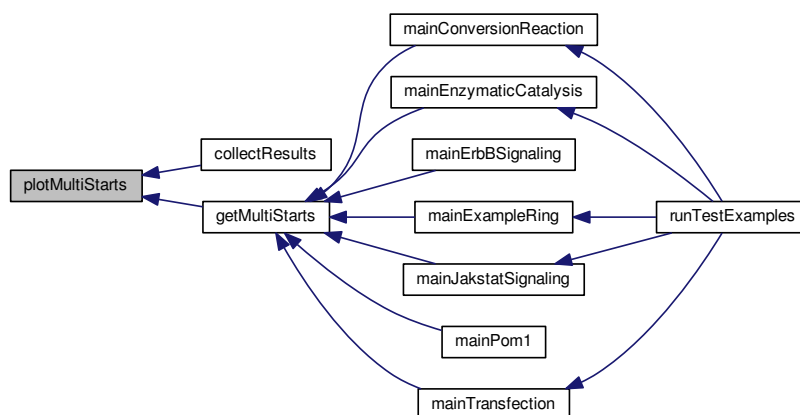 mainConversionReaction
mainEnzymaticCatalysis
collectResults
mainErbBSignaling
plotMultiStarts
getMultiStarts
mainExampleRing
runTestExamples
mainJakstatSignaling
mainPom1
mainTransfection